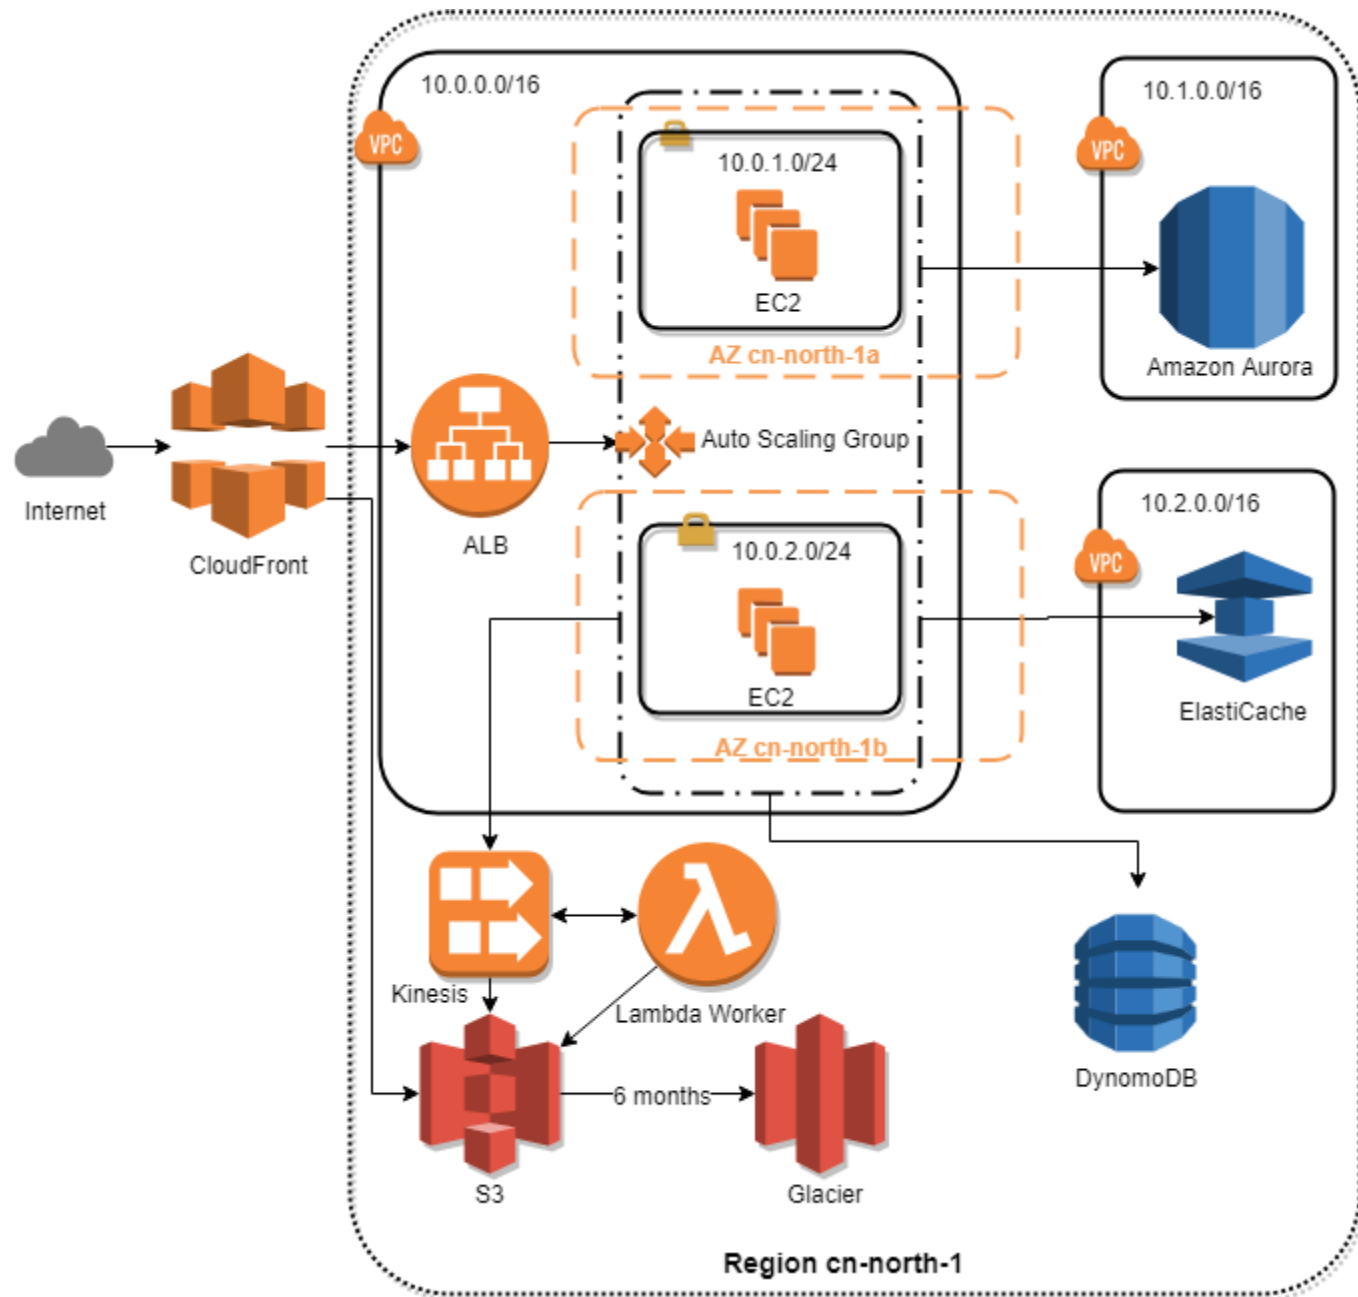 10.0.0.0/16
VPC
10.0.1.0/24
EC2
AZ cn-north-1a
10.1.0.0/16
VPC
Amazon Aurora
Internet
CloudFront
ALB
Auto Scaling Group
10.0.2.0/24
EC2
AZ cn-north-1b
10.2.0.0/16
VPC
ElastiCache
Kinesis
Lambda Worker
S3
6 months
Glacier
DynomoDB
Region cn-north-1